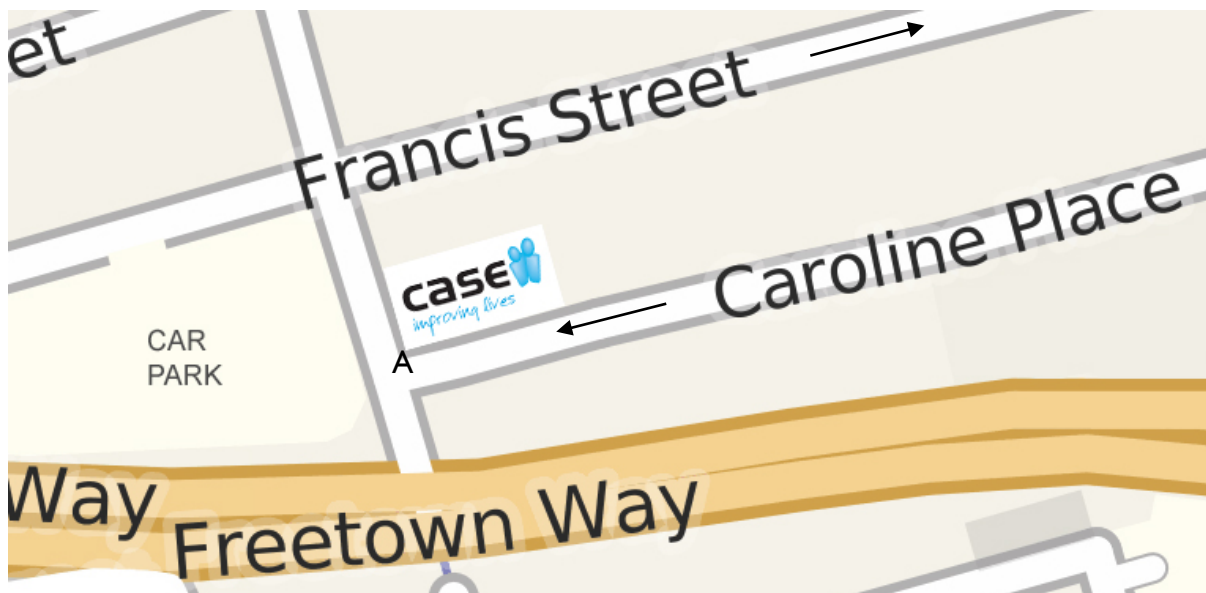 et
Francis Street
Caroline Place
case
improving lives
A
CAR
PARK
Way
Freetown Way